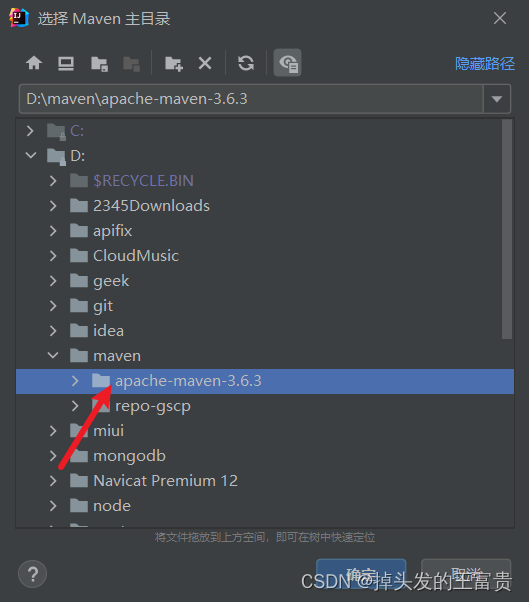 选择 Maven 主目录
隐藏路径
D:\maven\apache-maven-3.6.3
C:
D:
$RECYCLE.BIN
2345Downloads
apifix
CloudMusic
geek
git
idea
maven
apache-maven-3.6.3
repo-gscp
miui
mongodb
Navicat Premium 12
node
将文件拖放到上方空间，即可在树中快速定位
?
确定
取消
CSDN @掉头发的王富贵